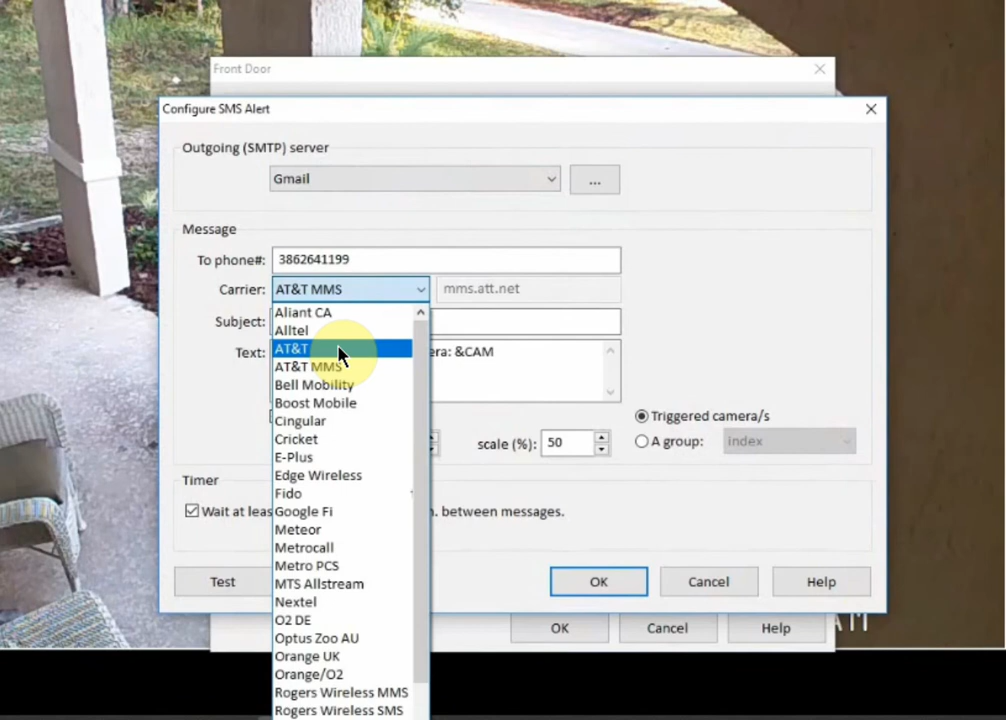 Front Door
Configure SMS Alert
Outgoing (SMTP) server
Gmail
...
Message
To phone#: 3862641199
Carrier: AT&T MMS mms.att.net
Aliant CA
Subject:
Alltel
AT&T
Text: era: &CAM
AT&T MMS
Bell Mobility
Boost Mobile
Triggered camera/s
Cingular
Cricket
scale (%): 50 A group: index
E-Plus
Edge Wireless
Timer
Fido
Google Fi
Wait at leas n. between messages.
Meteor
Metrocall
Metro PCS
Test OK Cancel Help
MTS Allstream
Nextel
O2 DE
OK Cancel Help
Optus Zoo AU
Orange UK
Orange/O2
Rogers Wireless MMS
Rogers Wireless SMS